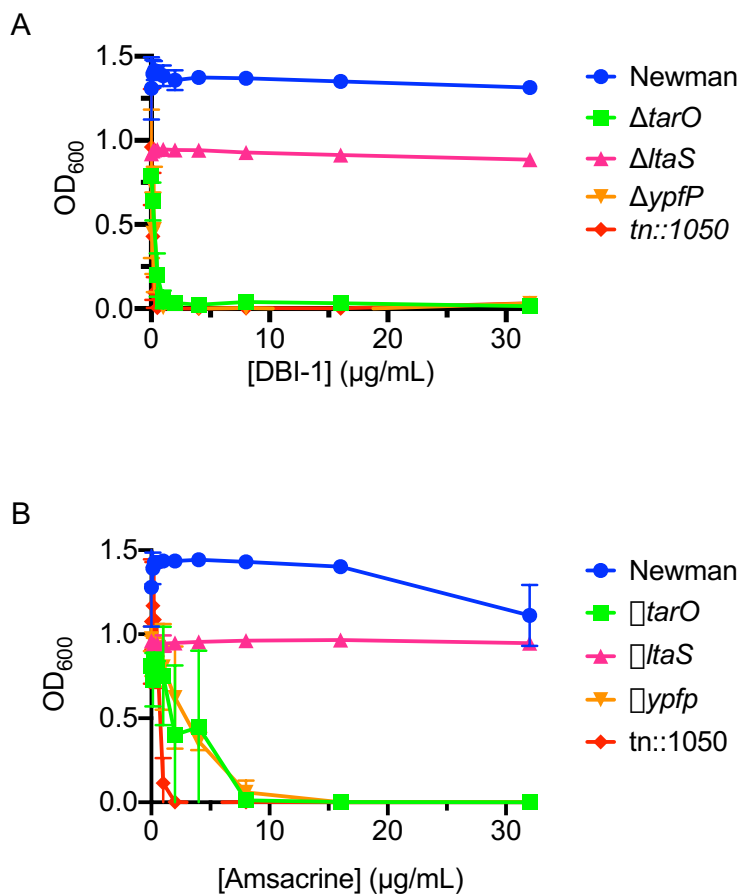 A
1.5
1.0
0.5
0.0
OD600
0
10
20
30
[DBI-1] (µg/mL)
Newman
ΔtarO
ΔltaS
ΔypfP
tn::1050
B
1.5
1.0
0.5
0.0
OD600
0
10
20
30
[Amsacrine] (µg/mL)
Newman
▯tarO
▯ltaS
▯ypfp
tn::1050